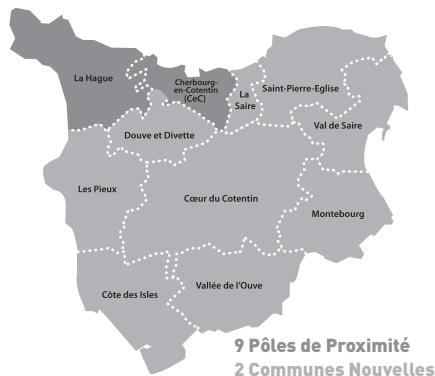 La Hague
Cherbourg-
en-Cotentin
(CeC)
La
Saire
Saint-Pierre-Eglise
Val de Saire
Douve et Divette
Les Pieux
Cœur du Cotentin
Montebourg
Côte des Isles
Vallée de l'Ouve
9 Pôles de Proximité
2 Communes Nouvelles